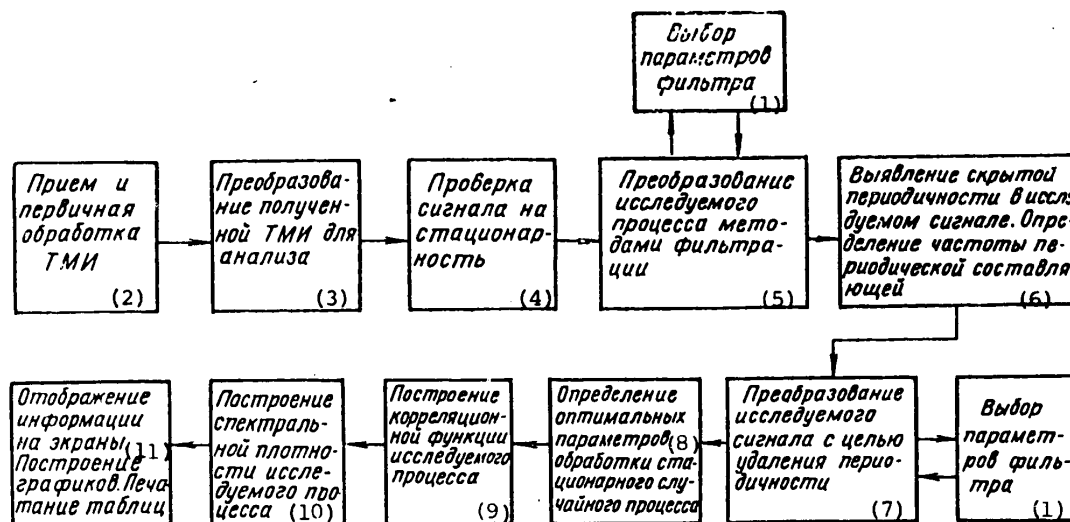 Выбор
параметров
фильтра
(1)
Прием и
первичная
обработка
ТМИ
(2)
Преобразова-
ние получен-
ной ТМИ для
анализа
(3)
Проверка
сигнала на
стационар-
ность
(4)
Преобразование
исследуемого
процесса мето-
дами фильтра-
ции
(5)
Выявление скрытой
периодичности в иссле
дуемом сигнале. Опре-
деление частоты пе-
риодической составля
ющей
(6)
Отображение
информации
на экраны. (11)
Построение
графиков. Печа
тание таблиц
Построение
спектраль-
ной плотно-
сти иссле-
дуемого про
цесса (10)
Построение
корреляцион-
ной функции
исследуемого
процесса
(9)
Определение
оптимальных
параметров (8)
обработки ста-
ционарного слу-
чайного процесса
Преобразование
исследуемого
сигнала с целью
удаления перио-
дичности
(7)
Выбор
парамет-
ров филь-
тра
(1)